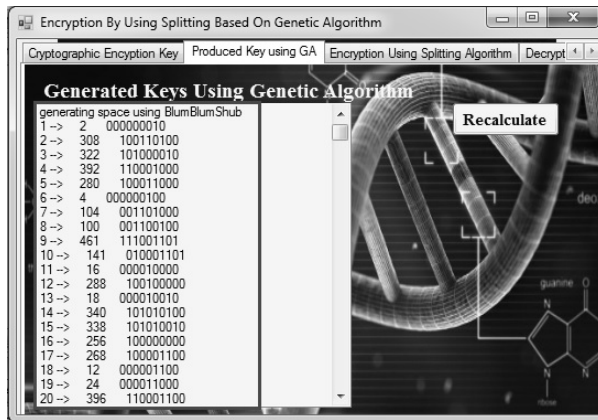 Encryption By Using Splitting Based On Genetic Algorithm
Cryptographic Encyption Key Produced Key using GA Encryption Using Splitting Algorithm Decrypt
Generated Keys Using Genetic Algorithm
generating space using BlumBlumShub
Recalculate
1 --> 2 000000010
2 --> 308 100110100
3 --> 322 101000010
4 --> 392 110001000
5 --> 280 100011000
6 --> 4 000000100
7 --> 104 001101000
8 --> 100 001100100
9 --> 461 111001101
10 --> 141 010001101
11 --> 16 000010000
12 --> 288 100100000
13 --> 18 000010010
14 --> 340 101010100
15 --> 338 101010010
16 --> 256 100000000
17 --> 268 100001100
18 --> 12 000001100
19 --> 24 000011000
20 --> 396 110001100
deo
guanine
O
N
N
N
ribose